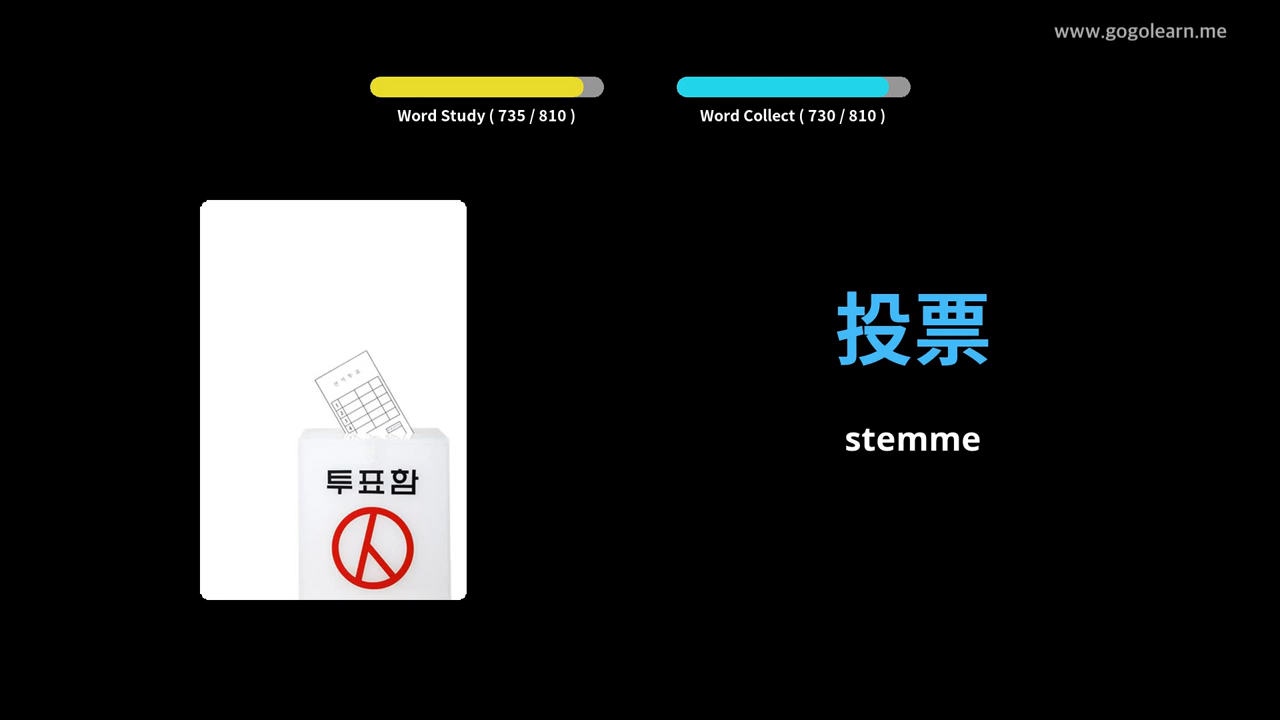 www.gogolearn.me
Word Study ( 735 / 810 )
Word Collect ( 730 / 810 )
投票
stemme
투표함